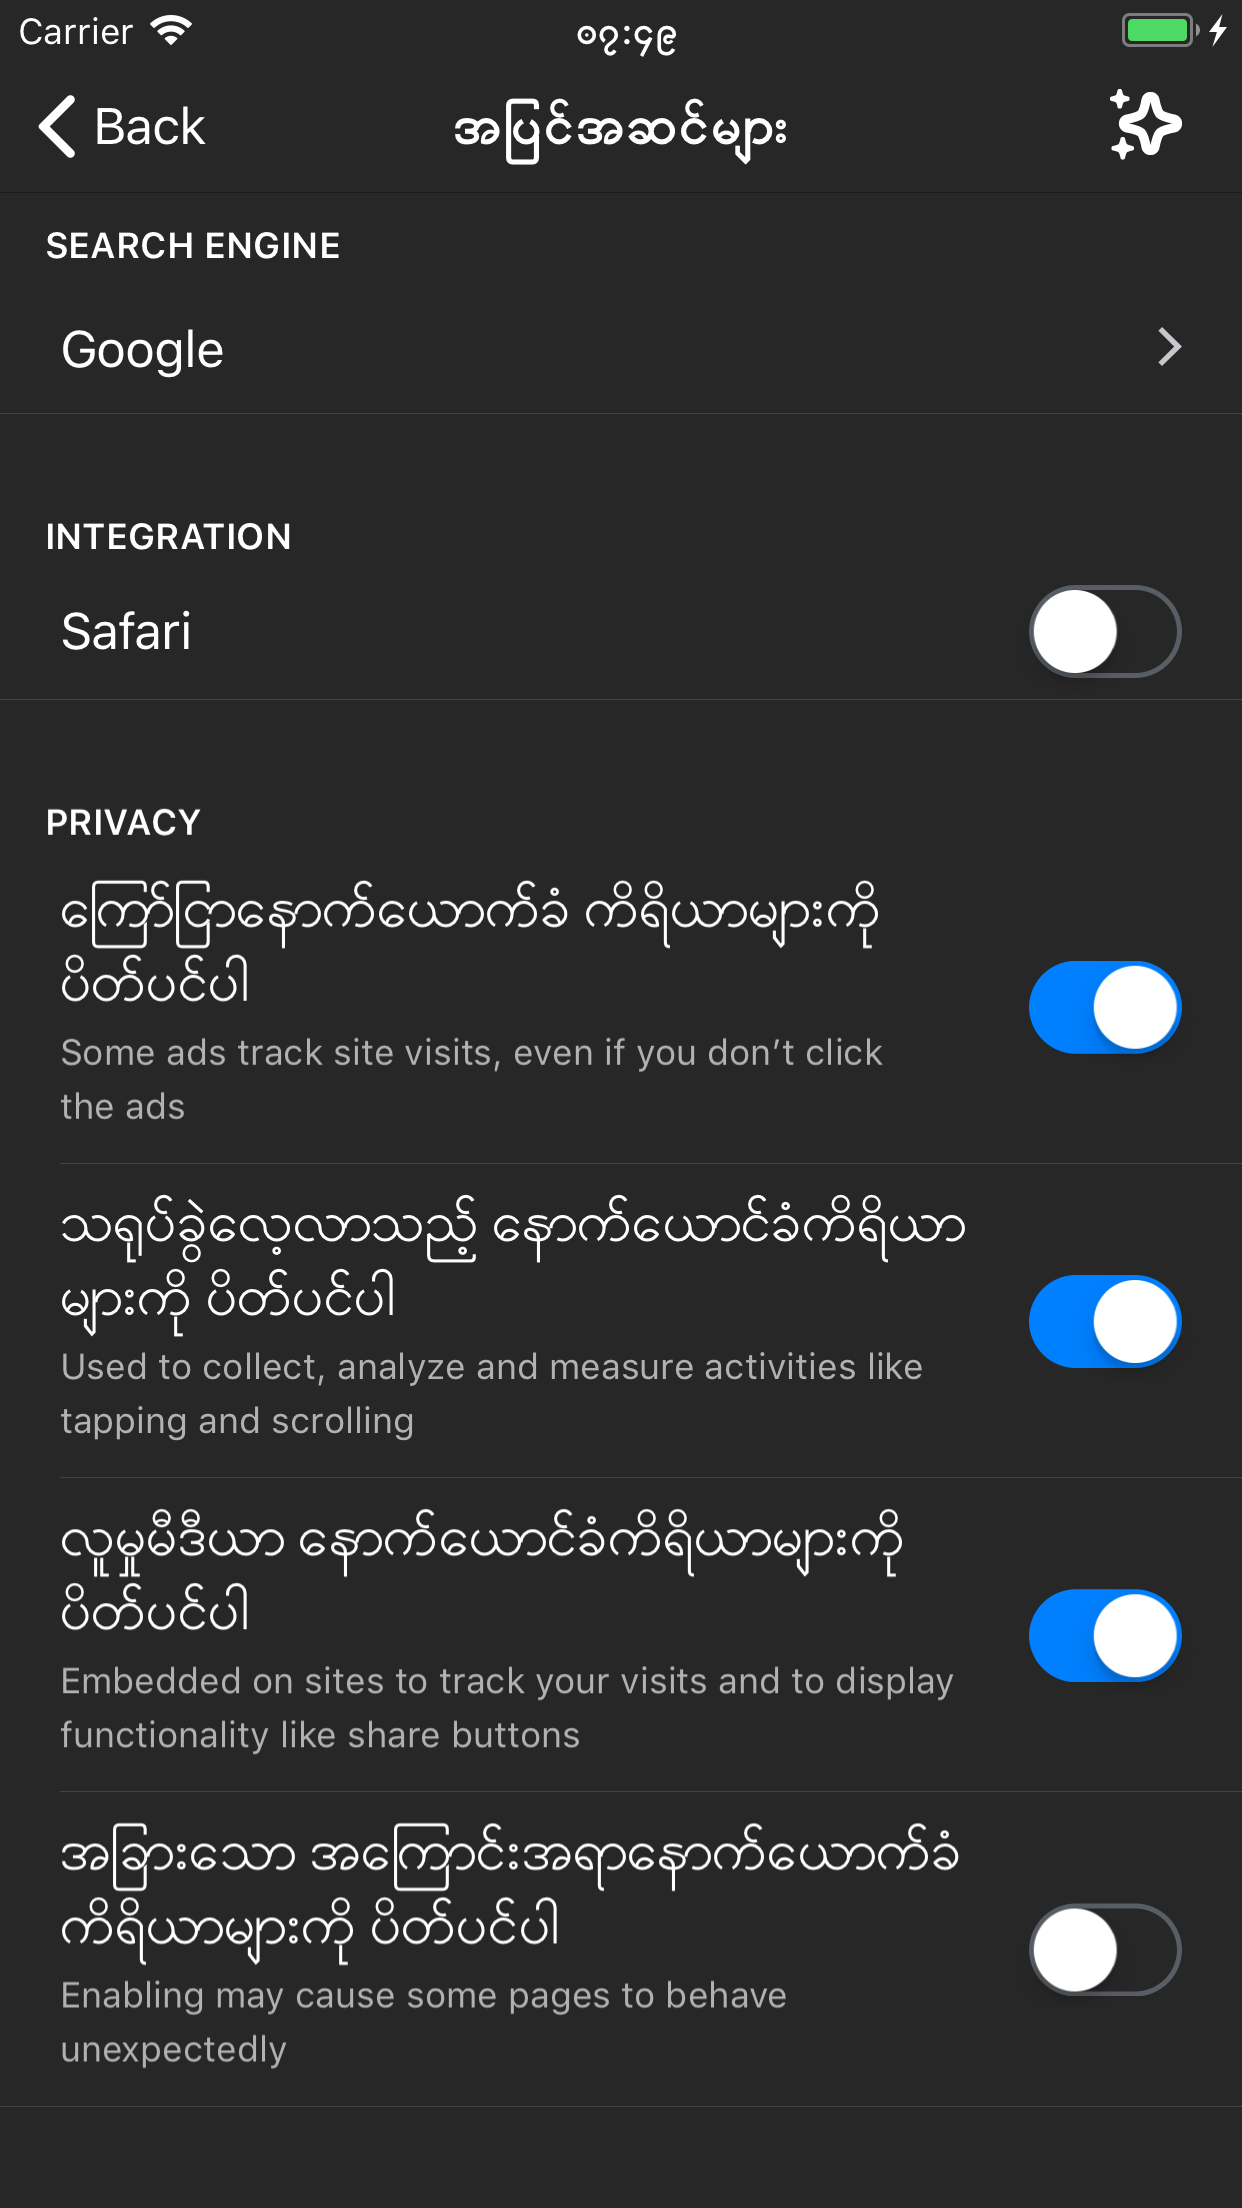 Carrier
၀၇:၄၉
Back
အပြင်အဆင်များ
SEARCH ENGINE
Google
INTEGRATION
Safari
PRIVACY
ကြော်ငြာနောက်ယောက်ခံ ကိရိယာများကို
ပိတ်ပင်ပါ
Some ads track site visits, even if you don’t click
the ads
သရုပ်ခွဲလေ့လာသည့် နောက်ယောင်ခံကိရိယာ
များကို ပိတ်ပင်ပါ
Used to collect, analyze and measure activities like
tapping and scrolling
လူမှုမီဒီယာ နောက်ယောင်ခံကိရိယာများကို
ပိတ်ပင်ပါ
Embedded on sites to track your visits and to display
functionality like share buttons
အခြားသော အကြောင်းအရာနောက်ယောက်ခံ
ကိရိယာများကို ပိတ်ပင်ပါ
Enabling may cause some pages to behave
unexpectedly